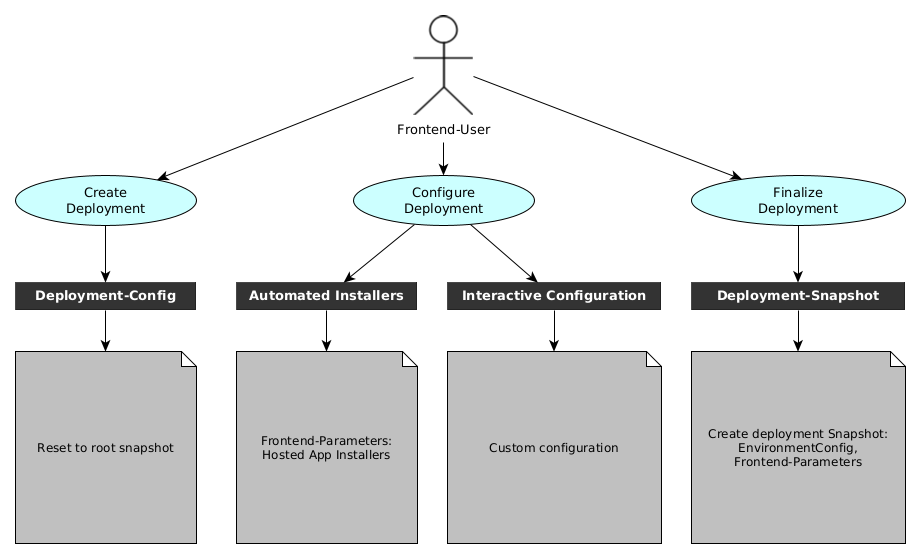 Frontend-User
Create
Deployment
Configure
Deployment
Finalize
Deployment
Deployment-Config
Automated Installers
Interactive Configuration
Deployment-Snapshot
Reset to root snapshot
Frontend-Parameters:
Hosted App Installers
Custom configuration
Create deployment Snapshot:
EnvironmentConfig,
Frontend-Parameters